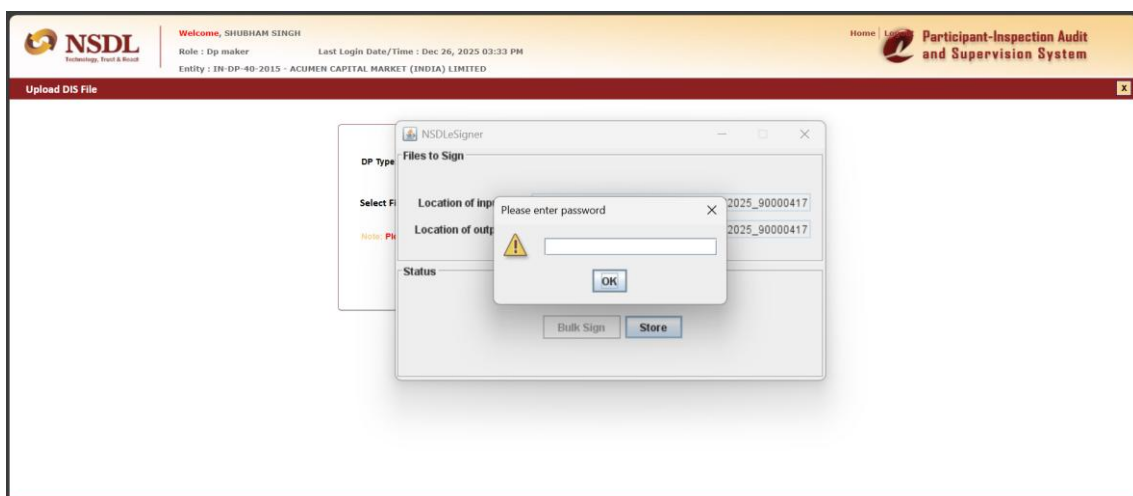 NSDL
Technology, Trust & Reach
Welcome, SHUBHAM SINGH
Role : Dp maker Last Login Date/Time : Dec 26, 2025 03:33 PM
Entity : IN-DP-40-2015 - ACUMEN CAPITAL MARKET (INDIA) LIMITED
Home
Participant-Inspection Audit
and Supervision System
Upload DIS File
X
NSDLeSigner
DP Type
Files to Sign
Select Fi
Location of inp
2025_90000417
Please enter password
Location of outp
2025_90000417
Note: Ple
Status
OK
Bulk Sign Store